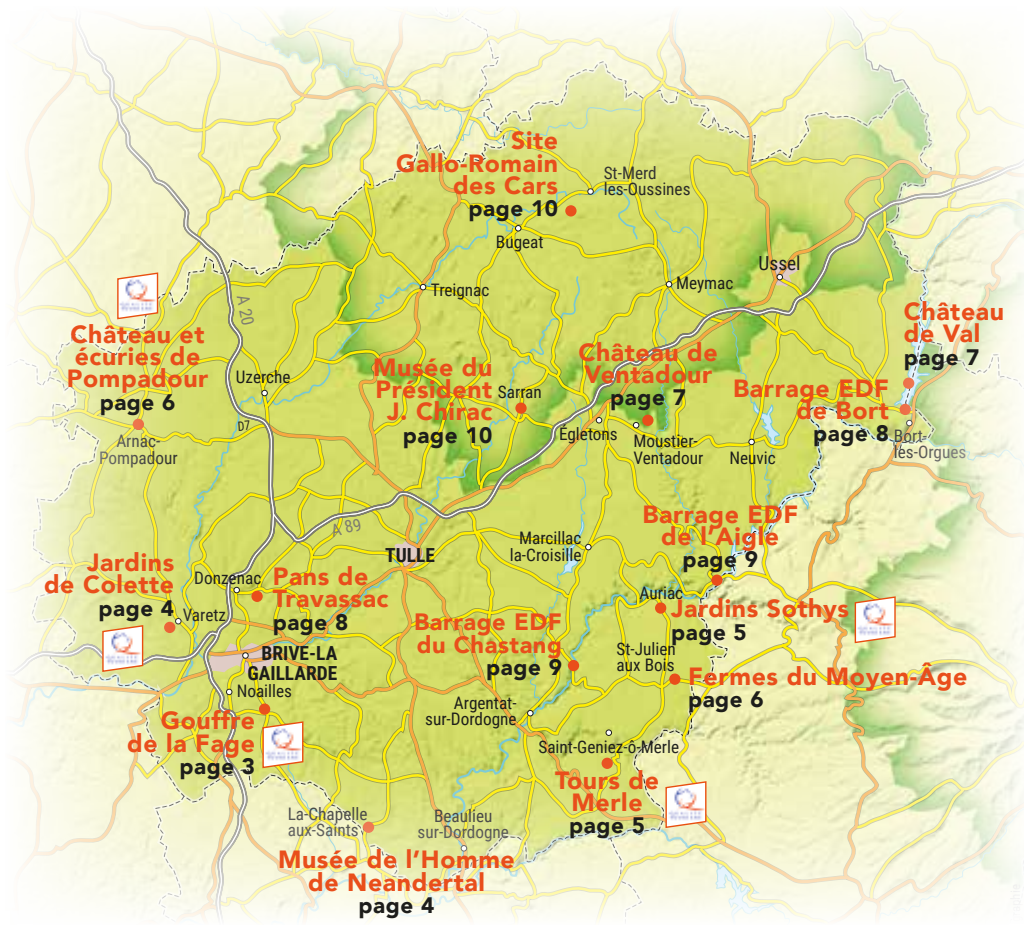 Site
Gallo-Romain
des Cars
page 10
St-Merd
les-Oussines
Bugeat
Ussel
Treignac
Meymac
A 20
Château et
écuries de
Pompadour
page 6
Arnac-
Pompadour
Uzerche
D7
Musée du
Président
J. Chirac
page 10
Sarran
Château de
Ventadour
page 7
Égletons
Moustier-
Ventadour
Neuvic
Château
de Val
page 7
Barrage EDF
de Bort
page 8
Bort-
les-Orgues
A 89
TULLE
Marcillac
la-Croisille
Barrage EDF
de l'Aigle
page 9
Jardins
de Colette
page 4
Varetz
Donzenac
Pans de
Travassac
page 8
Auriac
Jardins Sothys
page 5
Barrage EDF
du Chastang
page 9
St-Julien
aux Bois
Fermes du Moyen-Âge
page 6
BRIVE-LA
GAILLARDE
Noailles
Gouffre
de la Fage
page 3
Argentat-
sur-Dordogne
Saint-Geniez-ô-Merle
Tours de
Merle
page 5
La-Chapelle
aux-Saints
Beaulieu
sur-Dordogne
Musée de l'Homme
de Neandertal
page 4